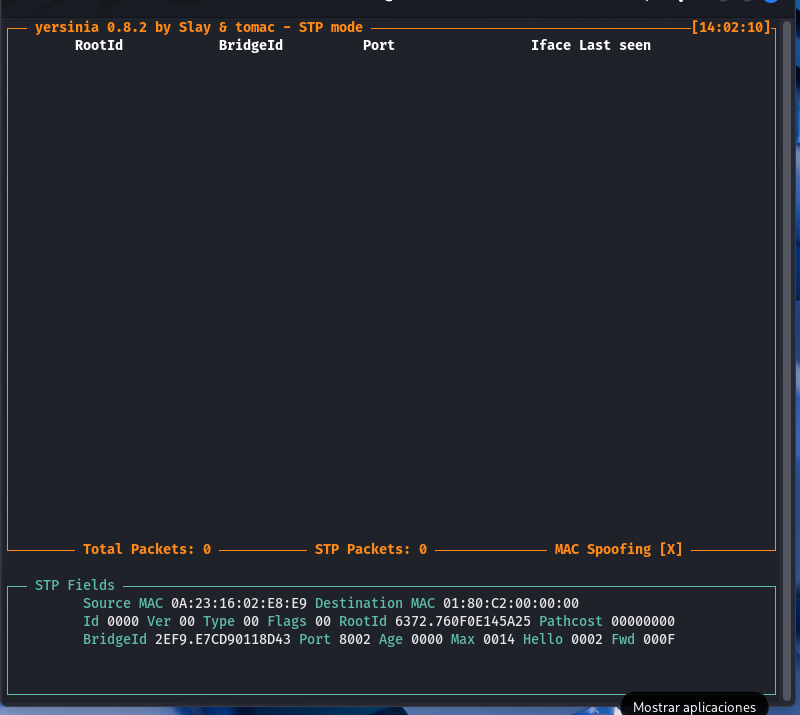 yersinia 0.8.2 by Slay & tomac - STP mode [14:02:10]
RootId BridgeId Port Iface Last seen
Total Packets: 0 STP Packets: 0 MAC Spoofing [X]
STP Fields
Source MAC 0A:23:16:02:E8:E9 Destination MAC 01:80:C2:00:00:00
Id 0000 Ver 00 Type 00 Flags 00 RootId 6372.760F0E145A25 Pathcost 00000000
BridgeId 2EF9.E7CD90118D43 Port 8002 Age 0000 Max 0014 Hello 0002 Fwd 000F
Mostrar aplicaciones